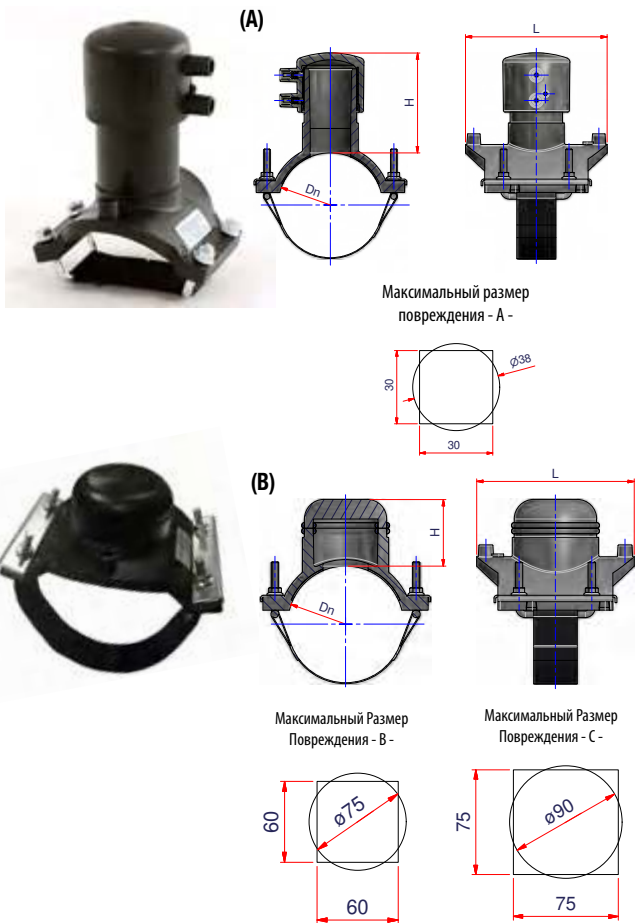 (A)
L
H
Dn
Максимальный размер
повреждения - А -
Ø38
30
30
(B)
L
H
Dn
Максимальный Размер
Повреждения - В -
Максимальный Размер
Повреждения - С -
60
ø75
60
75
ø90
75